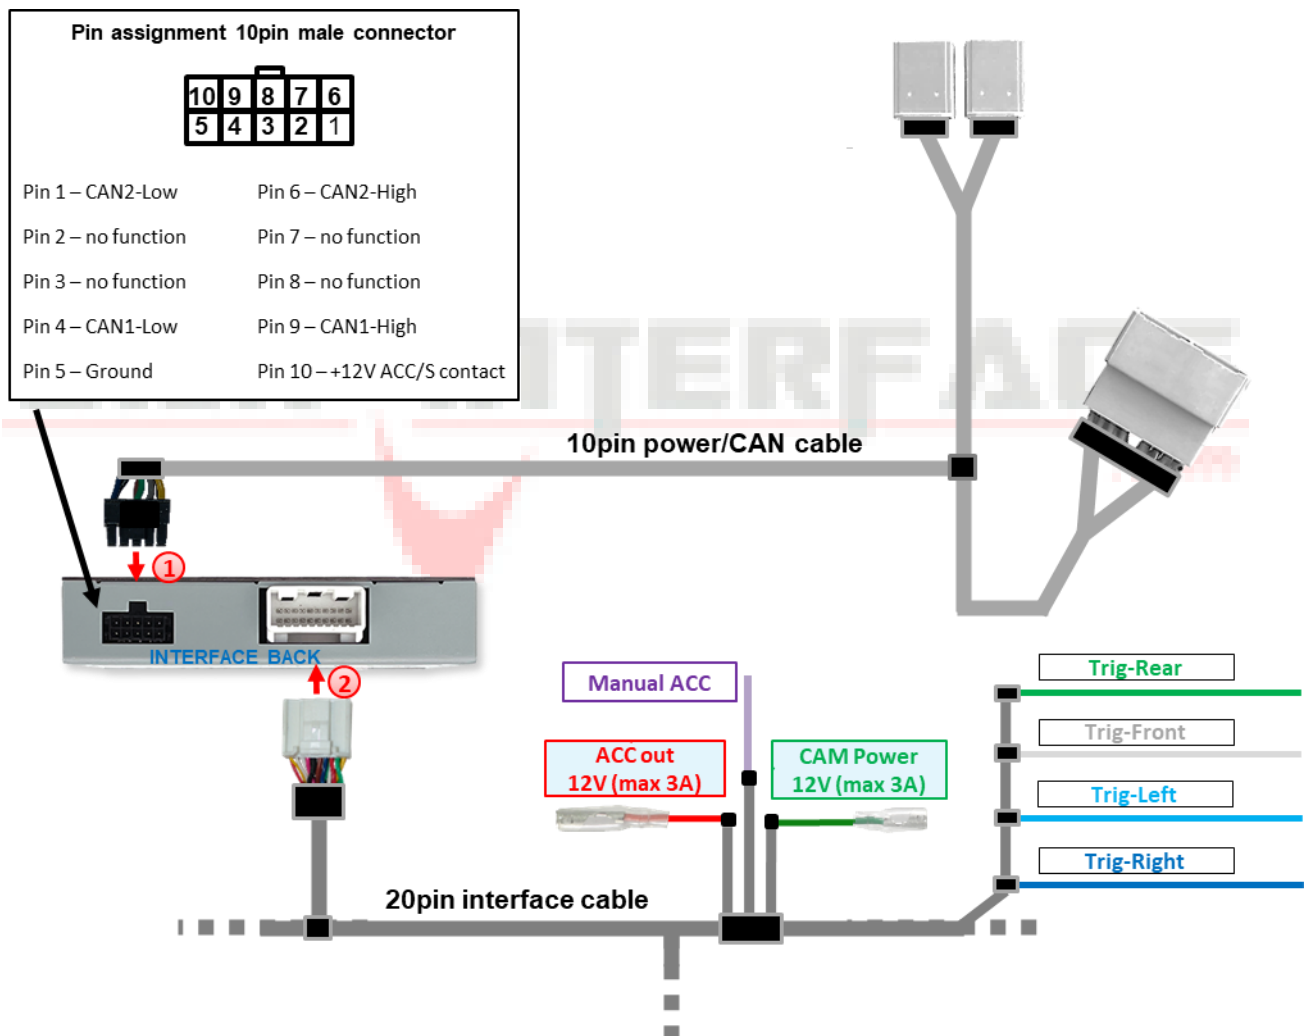 Pin assignment 10pin male connector
10 9 8 7 6
5 4 3 2 1
Pin 1 – CAN2-Low
Pin 6 – CAN2-High
Pin 2 – no function
Pin 7 – no function
Pin 3 – no function
Pin 8 – no function
Pin 4 – CAN1-Low
Pin 9 – CAN1-High
Pin 5 – Ground
Pin 10 – +12V ACC/S contact
INTERFACE
10pin power/CAN cable
1
INTERFACE BACK
2
Manual ACC
ACC out
12V (max 3A)
CAM Power
12V (max 3A)
Trig-Rear
Trig-Front
Trig-Left
Trig-Right
20pin interface cable